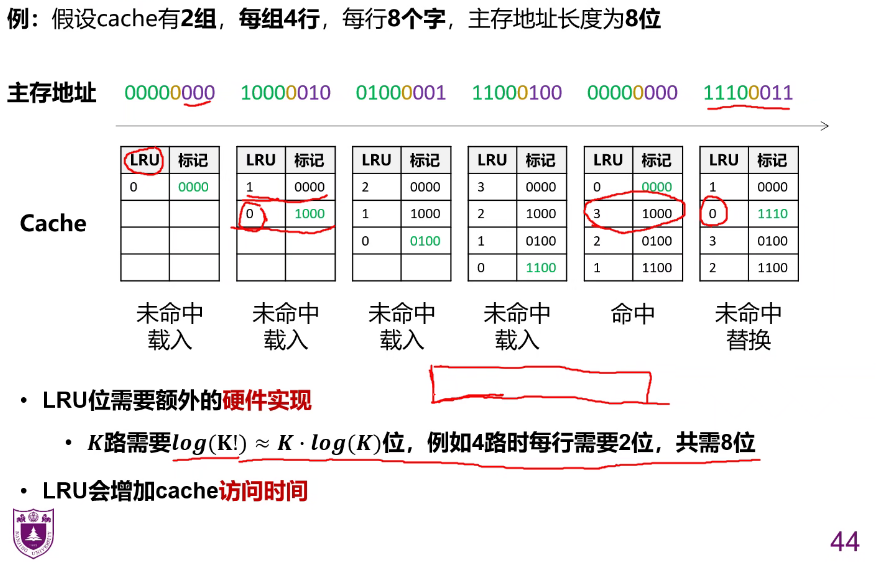 例：假设cache有2组，每组4行，每行8个字，主存地址长度为8位
主存地址 00000000 10000010 01000001 11000100 00000000 11100011
LRU 标记 LRU 标记 LRU 标记 LRU 标记 LRU 标记 LRU 标记
0 0000 1 0000 2 0000 3 0000 0 0000 1 0000
Cache 0 1000 1 1000 2 1000 3 1000 0 1110
0 0100 1 0100 2 0100 3 0100
0 1100 1 1100 2 1100
未命中 未命中 未命中 未命中 命中 未命中
载入 载入 载入 载入 替换
• LRU位需要额外的硬件实现
• K路需要log(K!) ≈ K · log(K)位，例如4路时每行需要2位，共需8位
• LRU会增加cache访问时间
44